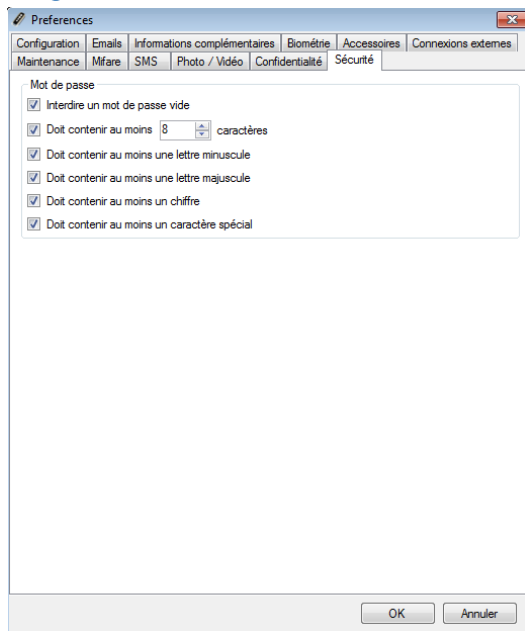 Preferences
Configuration Emails Informations complémentaires Biométrie Accessoires Connexions externes
Maintenance Mifare SMS Photo / Vidéo Confidentialité Sécurité
Mot de passe
Interdire un mot de passe vide
Doit contenir au moins 8 caractères
Doit contenir au moins une lettre minuscule
Doit contenir au moins une lettre majuscule
Doit contenir au moins un chiffre
Doit contenir au moins un caractère spécial
OK Annuler